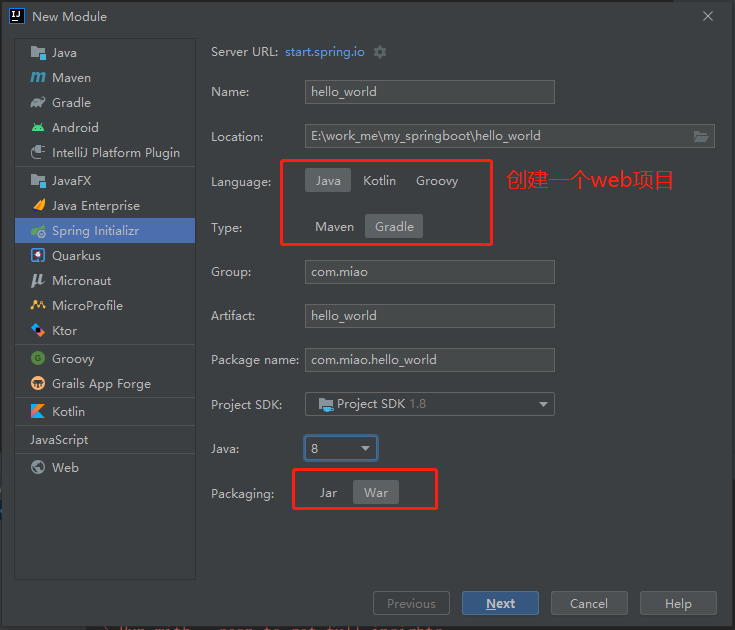 New Module
Java
Maven
Gradle
Android
IntelliJ Platform Plugin
JavaFX
Java Enterprise
Spring Initializr
Quarkus
Micronaut
MicroProfile
Ktor
Groovy
Grails App Forge
Kotlin
JavaScript
Web
Server URL: start.spring.io
Name: hello_world
Location: E:\work_me\my_springboot\hello_world
Language: Java Kotlin Groovy
创建一个web项目
Type: Maven Gradle
Group: com.miao
Artifact: hello_world
Package name: com.miao.hello_world
Project SDK: Project SDK 1.8
Java: 8
Packaging: Jar War
Previous Next Cancel Help